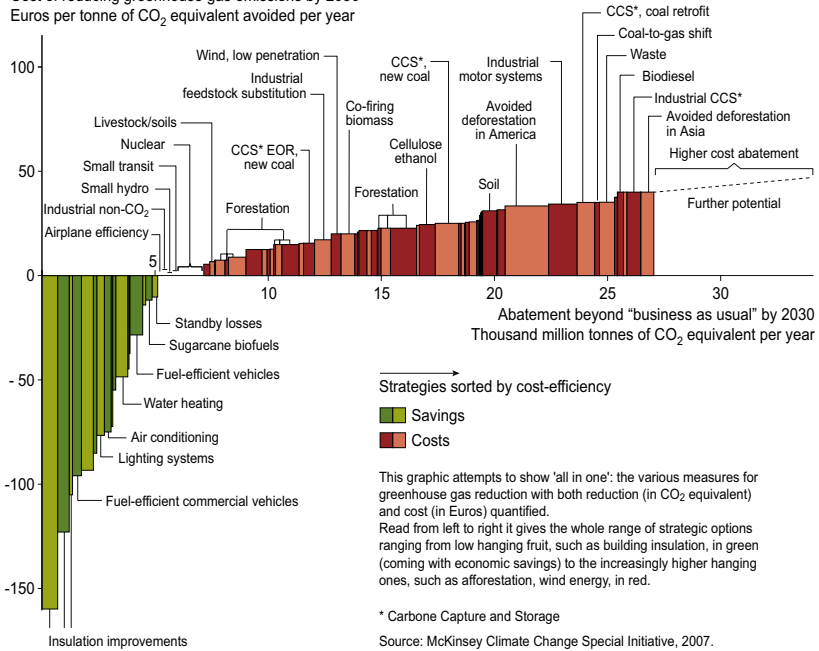 Euros per tonne of CO2 equivalent avoided per year
100
50
0
- 50
-100
-150
5
10
15
20
25
30
CCS*, coal retrofit
Coal-to-gas shift
Waste
Biodiesel
Industrial CCS*
Avoided deforestation
in Asia
Higher cost abatement
Further potential
Wind, low penetration
Industrial
feedstock substitution
CCS*,
new coal
Industrial
motor systems
Co-firing
biomass
Avoided
deforestation
in America
Livestock/soils
Nuclear
CCS* EOR,
new coal
Cellulose
ethanol
Small transit
Small hydro
Industrial non-CO2
Airplane efficiency
Forestation
Forestation
Soil
Abatement beyond “business as usual” by 2030
Thousand million tonnes of CO2 equivalent per year
Standby losses
Sugarcane biofuels
Fuel-efficient vehicles
Water heating
Air conditioning
Lighting systems
Fuel-efficient commercial vehicles
Insulation improvements
Strategies sorted by cost-efficiency
Savings
Costs
This graphic attempts to show 'all in one': the various measures for
greenhouse gas reduction with both reduction (in CO2 equivalent)
and cost (in Euros) quantified.
Read from left to right it gives the whole range of strategic options
ranging from low hanging fruit, such as building insulation, in green
(coming with economic savings) to the increasingly higher hanging
ones, such as afforestation, wind energy, in red.
* Carbone Capture and Storage
Source: McKinsey Climate Change Special Initiative, 2007.